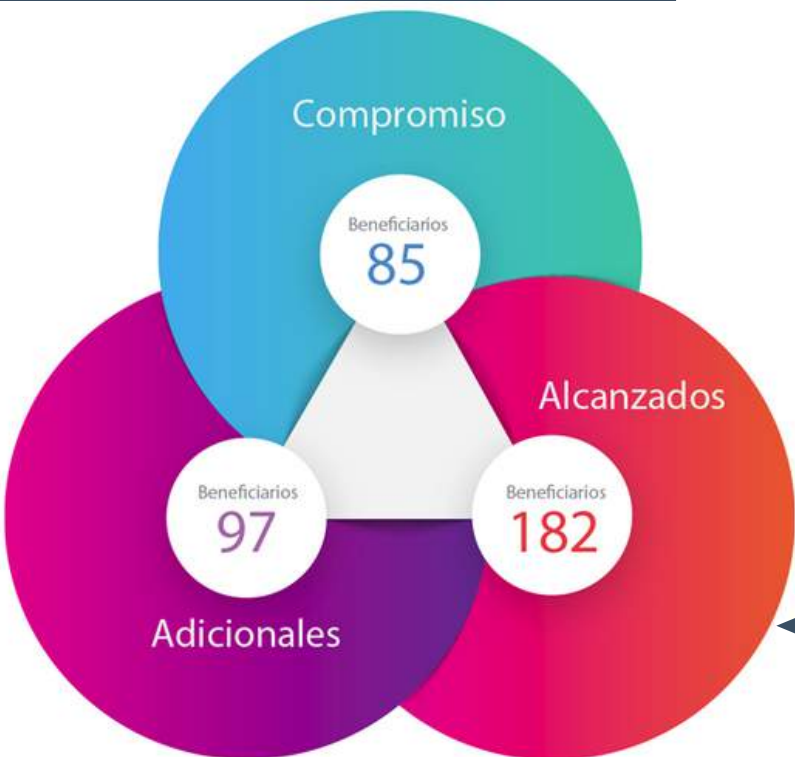 Compromiso
Beneficiarios
85
Alcanzados
Beneficiarios
97
Beneficiarios
182
Adicionales